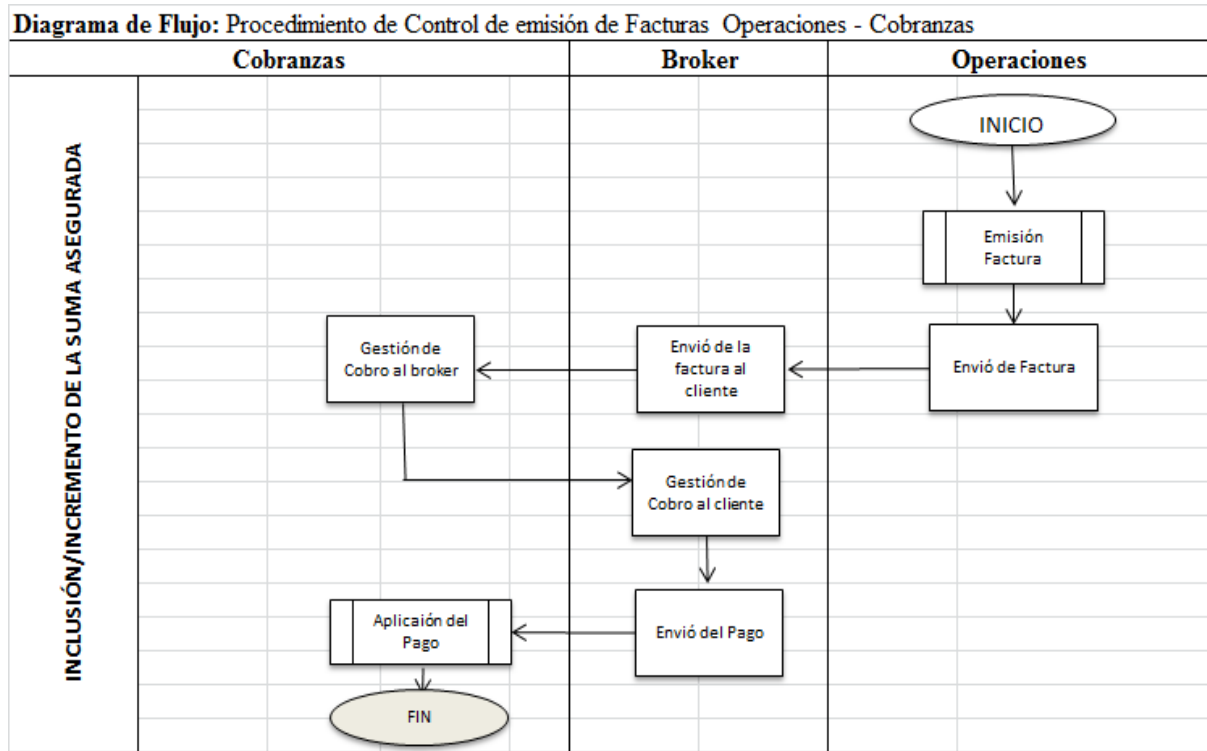 Diagrama de Flujo: Procedimiento de Control de emisión de Facturas Operaciones - Cobranzas
Cobranzas
Broker
Operaciones
INCLUSIÓN/INCREMENTO DE LA SUMA ASEGURADA
INICIO
Emisión
Factura
Envió de Factura
Envió de la
factura al
cliente
Gestión de
Cobro al broker
Gestión de
Cobro al cliente
Envió del Pago
Aplicaión del
Pago
FIN